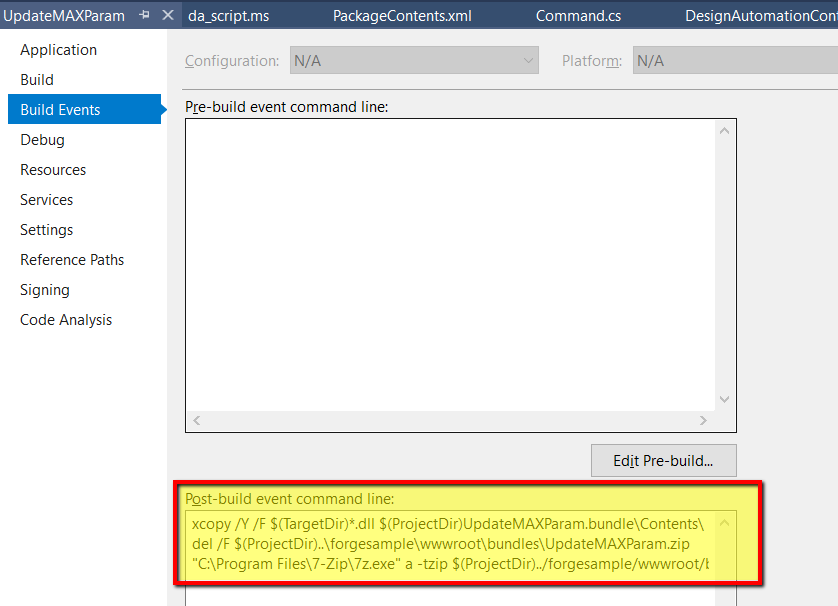 UpdateMAXParam da_script.ms PackageContents.xml Command.cs DesignAutomationCont
Application
Build
Build Events
Debug
Resources
Services
Settings
Reference Paths
Signing
Code Analysis
Configuration: N/A Platform: N/A
Pre-build event command line:
Edit Pre-build...
Post-build event command line:
xcopy /Y /F $(TargetDir)*.dll $(ProjectDir)UpdateMAXParam.bundle\Contents\
del /F $(ProjectDir)..\forgesample\wwwroot\bundles\UpdateMAXParam.zip
"C:\Program Files\7-Zip\7z.exe" a -tzip $(ProjectDir)../forgesample/wwwroot/b